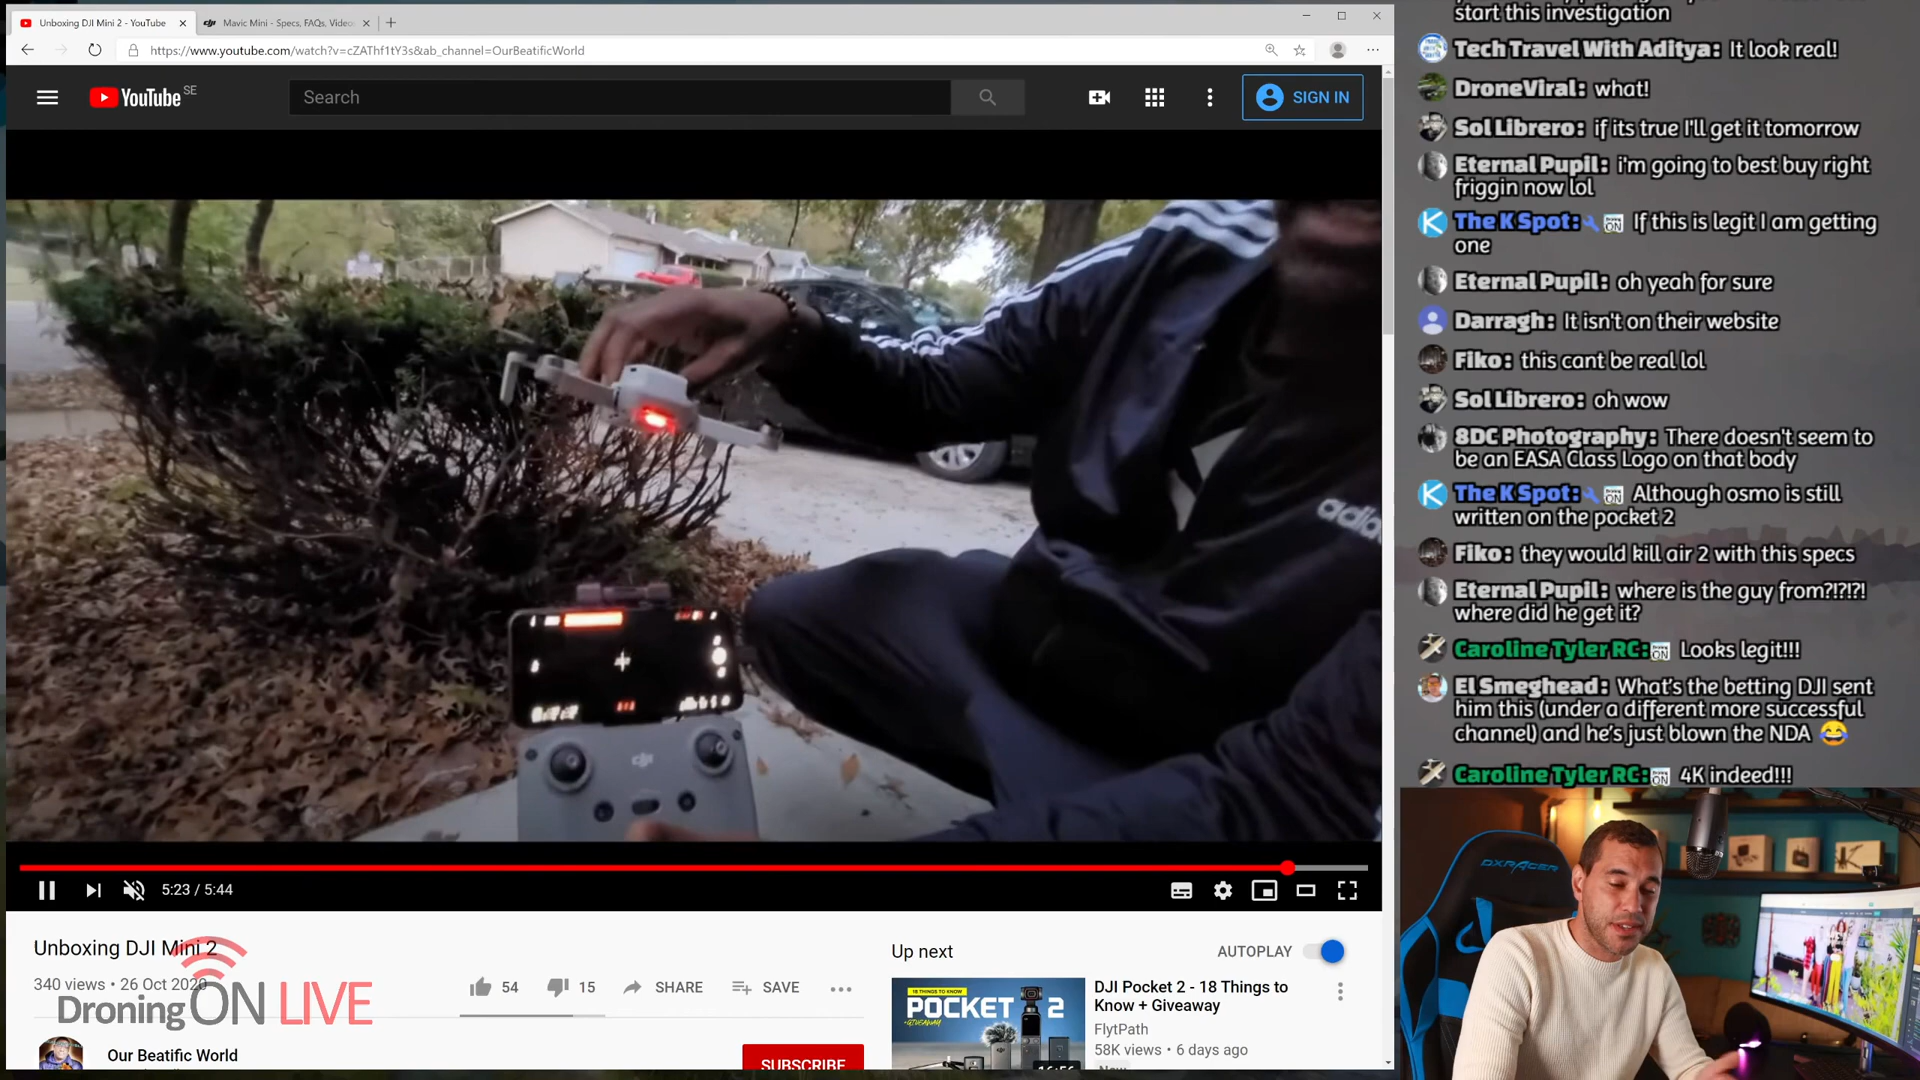 Unboxing DJI Mini 2 - YouTube
Mavic Mini - Specs, FAQs, Video
https://www.youtube.com/watch?v=cZAThf1tY3s&ab_channel=OurBeatificWorld
YouTube SE
Search
SIGN IN
adida
dji
5:23 / 5:44
Unboxing DJI Mini 2
340 views • 26 Oct 2020
54
15
SHARE
SAVE
DroningON LIVE
Our Beatific World
SUBSCRIBE
Up next
AUTOPLAY
18 THINGS TO KNOW
POCKET 2
+GIVEAWAY
DJI Pocket 2 - 18 Things to
Know + Giveaway
FlytPath
58K views • 6 days ago
start this investigation
Tech Travel With Aditya: It look real!
DroneViral: what!
Sol Librero: if its true I'll get it tomorrow
Eternal Pupil: i'm going to best buy right
friggin now lol
The K Spot: If this is legit I am getting
one
Eternal Pupil: oh yeah for sure
Darragh: It isn't on their website
Fiko: this cant be real lol
Sol Librero: oh wow
8DC Photography: There doesn't seem to
be an EASA Class Logo on that body
The K Spot: Although osmo is still
written on the pocket 2
Fiko: they would kill air 2 with this specs
Eternal Pupil: where is the guy from?!?!?!
where did he get it?
Caroline Tyler RC: Looks legit!!!
El Smeghead: What's the betting DJI sent
him this (under a different more successful
channel) and he's just blown the NDA 😂
Caroline Tyler RC: 4K indeed!!!
DXRACER